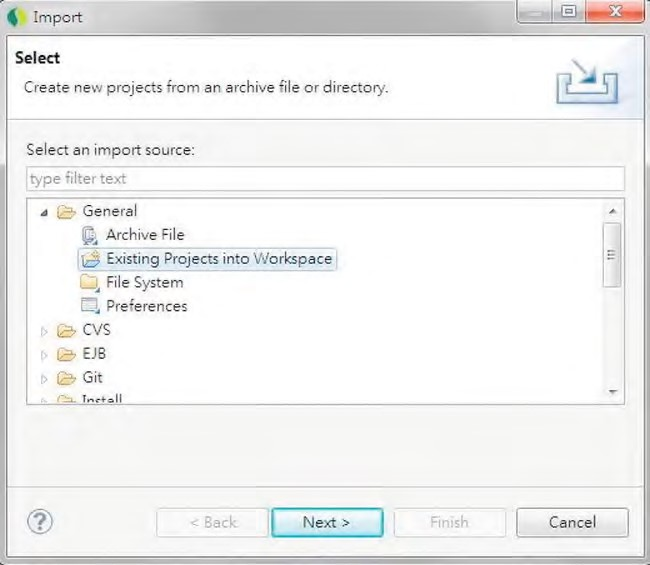 Import
Select
Create new projects from an archive file or directory.
Select an import source:
type filter text
General
Archive File
Existing Projects into Workspace
File System
Preferences
CVS
EJB
Git
Install
< Back Next > Finish Cancel